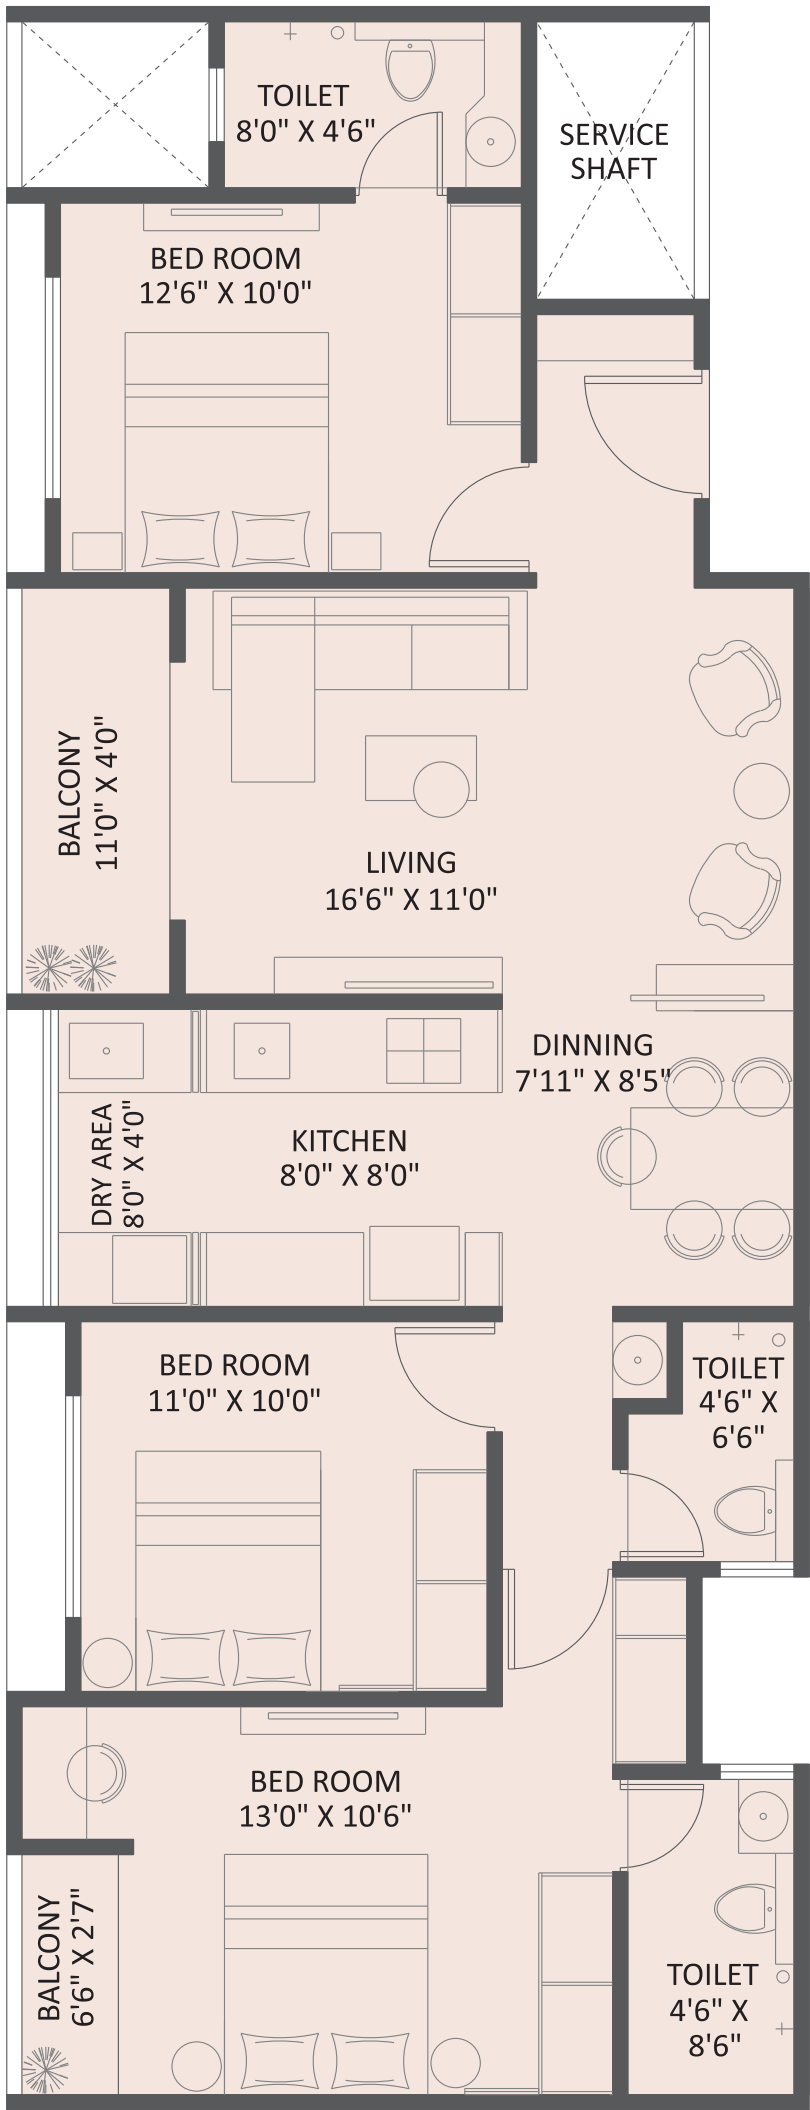 TOILET
8'0" X 4'6"
SERVICE
SHAFT
BED ROOM
12'6" X 10'0"
BALCONY
11'0" X 4'0"
LIVING
16'6" X 11'0"
DINNING
7'11" X 8'5"
DRY AREA
8'0" X 4'0"
KITCHEN
8'0" X 8'0"
BED ROOM
11'0" X 10'0"
TOILET
4'6" X
6'6"
BED ROOM
13'0" X 10'6"
BALCONY
6'6" X 2'7"
TOILET
4'6" X
8'6"